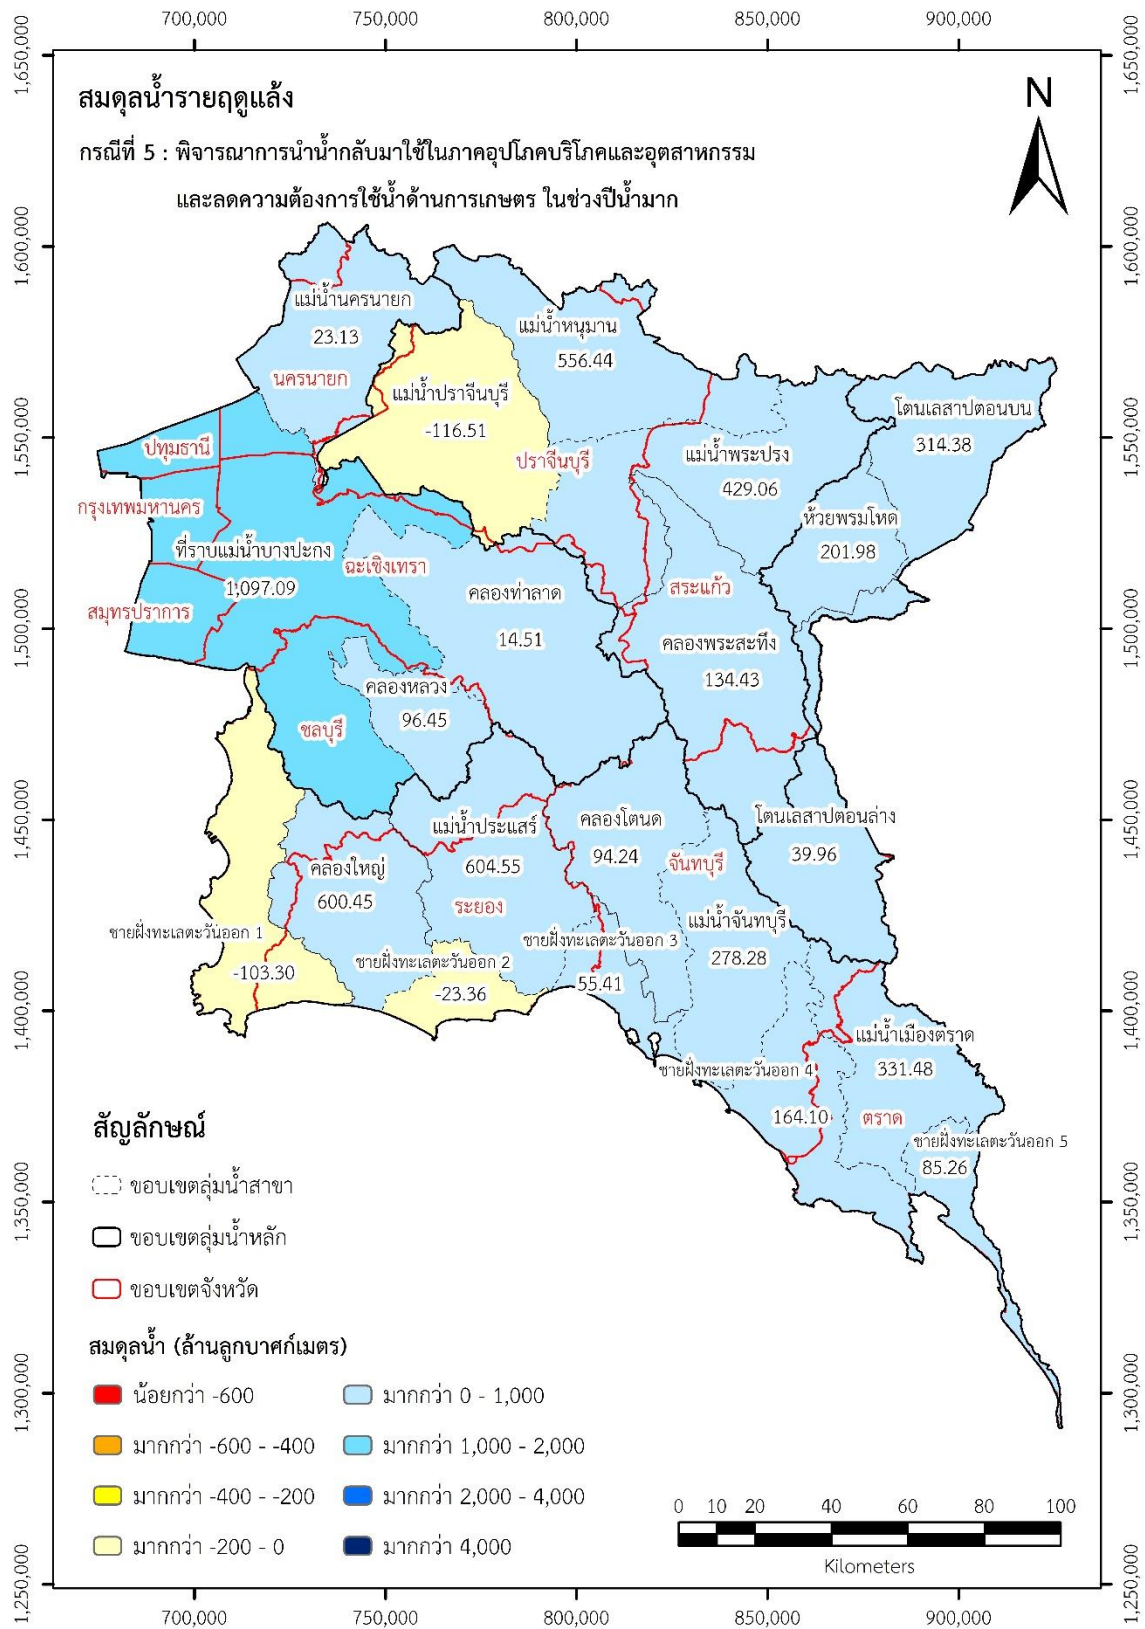 700,000 750,000 800,000 850,000 900,000
1,650,000 1,650,000
สมดุลน้ำรายฤดูแล้ง
N
กรณีที่ 5 : พิจารณาการนำน้ำกลับมาใช้ในภาคอุปโภคบริโภคและอุตสาหกรรม
และลดความต้องการใช้น้ำด้านการเกษตร ในช่วงปีน้ำมาก
1,600,000 1,600,000
แม่น้ำนครนายก
23.13
แม่น้ำหนุมาน
556.44
นครนายก
แม่น้ำปราจีนบุรี
-116.51
โตนเลสาปตอนบน
314.38
1,550,000 1,550,000
ปทุมธานี
ปราจีนบุรี
แม่น้ำพระปรง
429.06
กรุงเทพมหานคร
ห้วยพรมโหด
201.98
ที่ราบแม่น้ำบางปะกง
1,097.09
ฉะเชิงเทรา
คลองท่าลาด
14.51
สระแก้ว
สมุทรปราการ
1,500,000 1,500,000
คลองพระสะทึง
134.43
คลองหลวง
96.45
ชลบุรี
1,450,000 1,450,000
แม่น้ำประแสร์
604.55
คลองโตนด
94.24
โตนเลสาปตอนล่าง
39.96
คลองใหญ่
600.45
จันทบุรี
ระยอง
แม่น้ำจันทบุรี
278.28
ชายฝั่งทะเลตะวันออก 1
-103.30
ชายฝั่งทะเลตะวันออก 2
-23.36
ชายฝั่งทะเลตะวันออก 3
55.41
1,400,000 1,400,000
แม่น้ำเมืองตราด
331.48
ชายฝั่งทะเลตะวันออก 4
164.10
ตราด
ชายฝั่งทะเลตะวันออก 5
85.26
สัญลักษณ์
ขอบเขตลุ่มน้ำสาขา
1,350,000 1,350,000
ขอบเขตลุ่มน้ำหลัก
ขอบเขตจังหวัด
สมดุลน้ำ (ล้านลูกบาศก์เมตร)
1,300,000 1,300,000
น้อยกว่า -600 มากกว่า 0 - 1,000
มากกว่า -600 - -400 มากกว่า 1,000 - 2,000
มากกว่า -400 - -200 มากกว่า 2,000 - 4,000
มากกว่า -200 - 0 มากกว่า 4,000
0 10 20 40 60 80 100
Kilometers
1,250,000 1,250,000
700,000 750,000 800,000 850,000 900,000